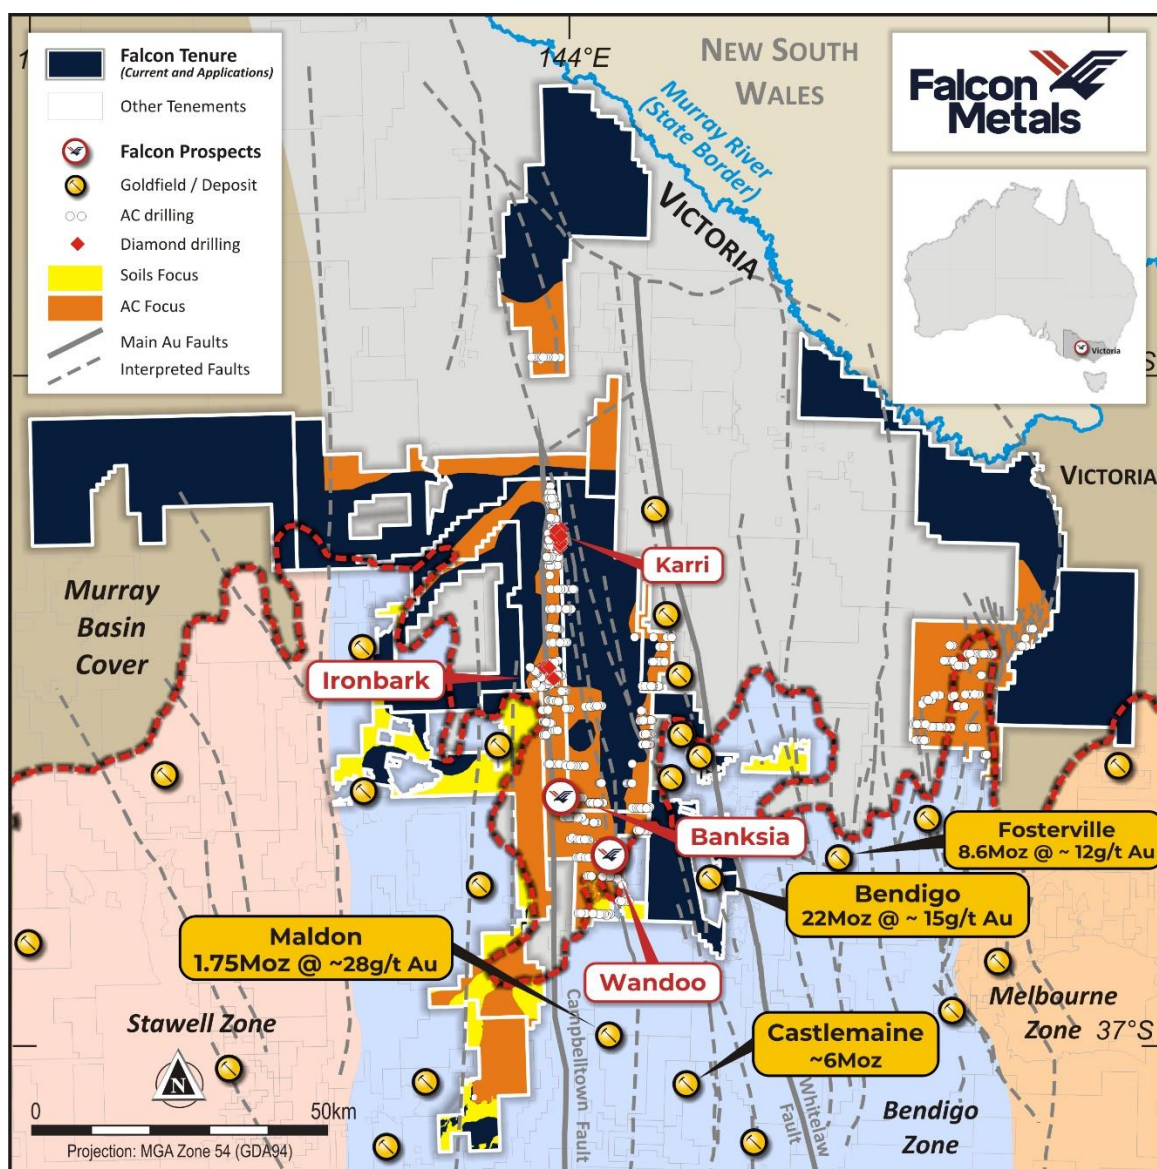 Falcon Tenure
(Current and Applications)
Other Tenements
Falcon Prospects
Goldfield / Deposit
AC drilling
Diamond drilling
Soils Focus
AC Focus
Main Au Faults
Interpreted Faults
144°E
NEW SOUTH
WALES
Murray River
(State Border)
VICTORIA
Falcon
Metals
Victoria
S
VICTORIA
Karri
Murray
Basin
Cover
Ironbark
Banksia
Fosterville
8.6Moz @ ~ 12g/t Au
Bendigo
22Moz @ ~ 15g/t Au
Maldon
1.75Moz @ ~28g/t Au
Wandoo
Stawell Zone
Castlemaine
~6Moz
Melbourne
Zone
37°S
Campbelltown Fault
Whitelaw
Fault
Bendigo
Zone
N
0
50km
Projection: MGA Zone 54 (GDA94)